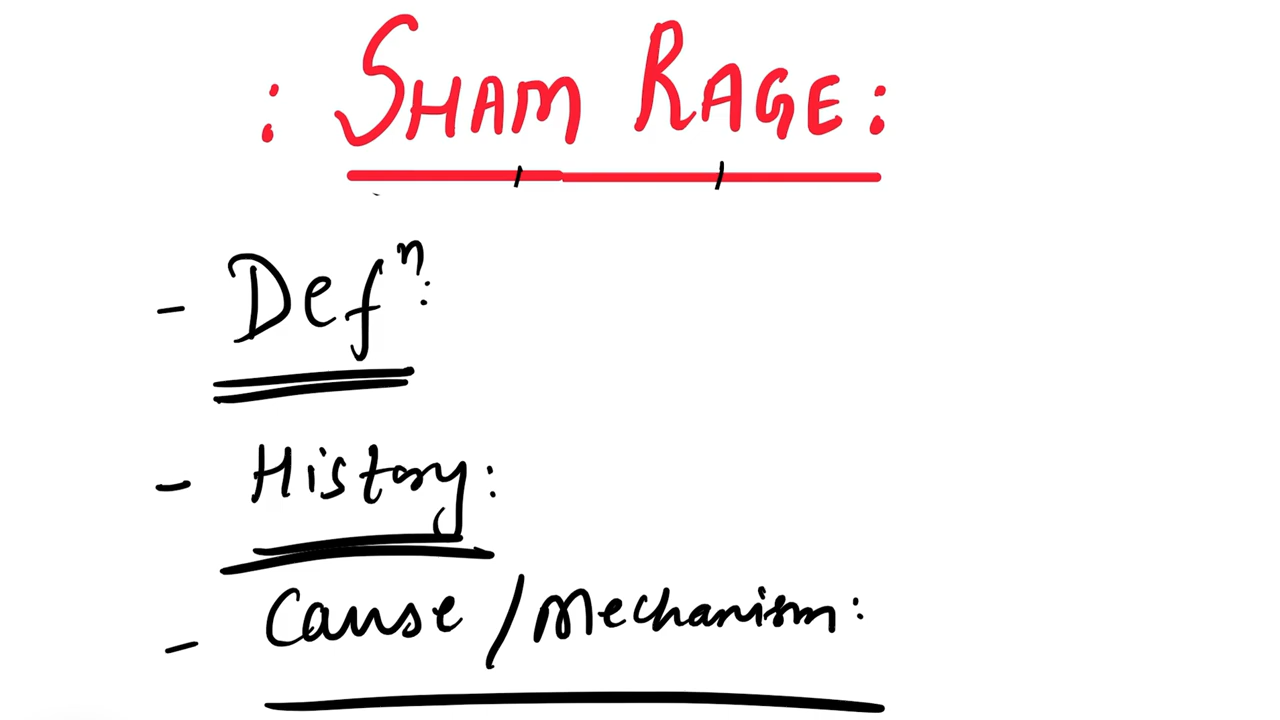 : SHAM RAGE:
- Defⁿ:
- History:
- Cause/Mechanism: